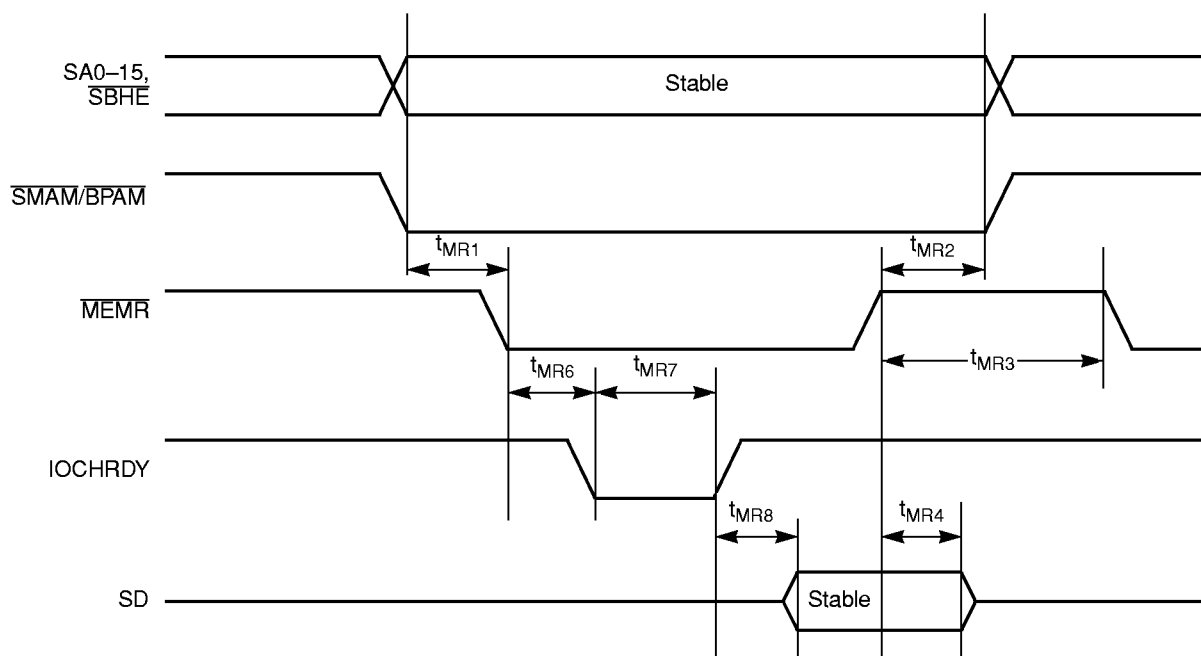 SA0–15,
SBHE
Stable
SMAM/BPAM
tMR1
tMR2
MEMR
tMR6
tMR7
tMR3
IOCHRDY
tMR8
tMR4
SD
Stable